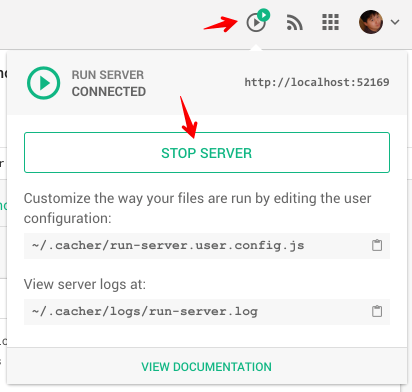 RUN SERVER
CONNECTED
http://localhost:52169
STOP SERVER
Customize the way your files are run by editing the user
configuration:
~/.cacher/run-server.user.config.js
View server logs at:
~/.cacher/logs/run-server.log
VIEW DOCUMENTATION